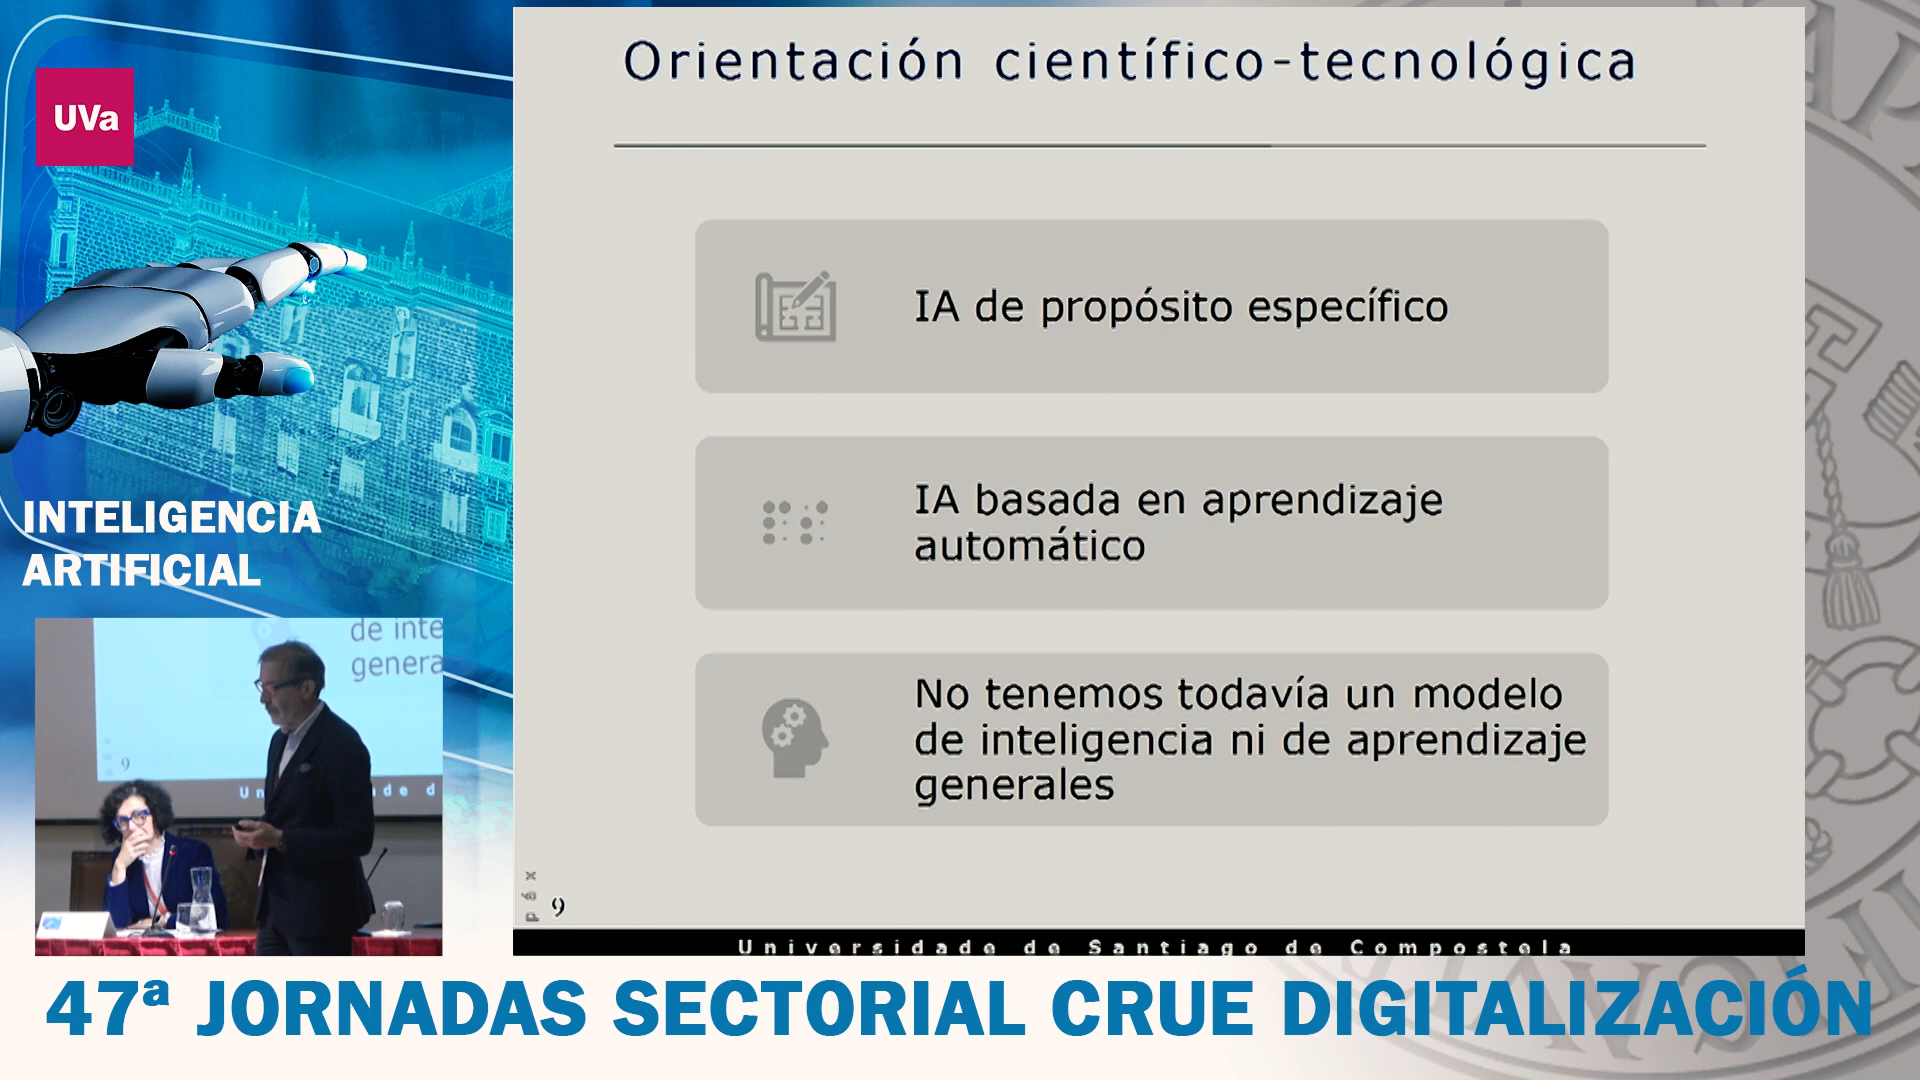 UVa
Orientación científico-tecnológica
IA de propósito específico
IA basada en aprendizaje
automático
No tenemos todavía un modelo
de inteligencia ni de aprendizaje
generales
páx 9
Universidade de Santiago de Compostela
INTELIGENCIA
ARTIFICIAL
de inte
genera
9
47ª JORNADAS SECTORIAL CRUE DIGITALIZACIÓN